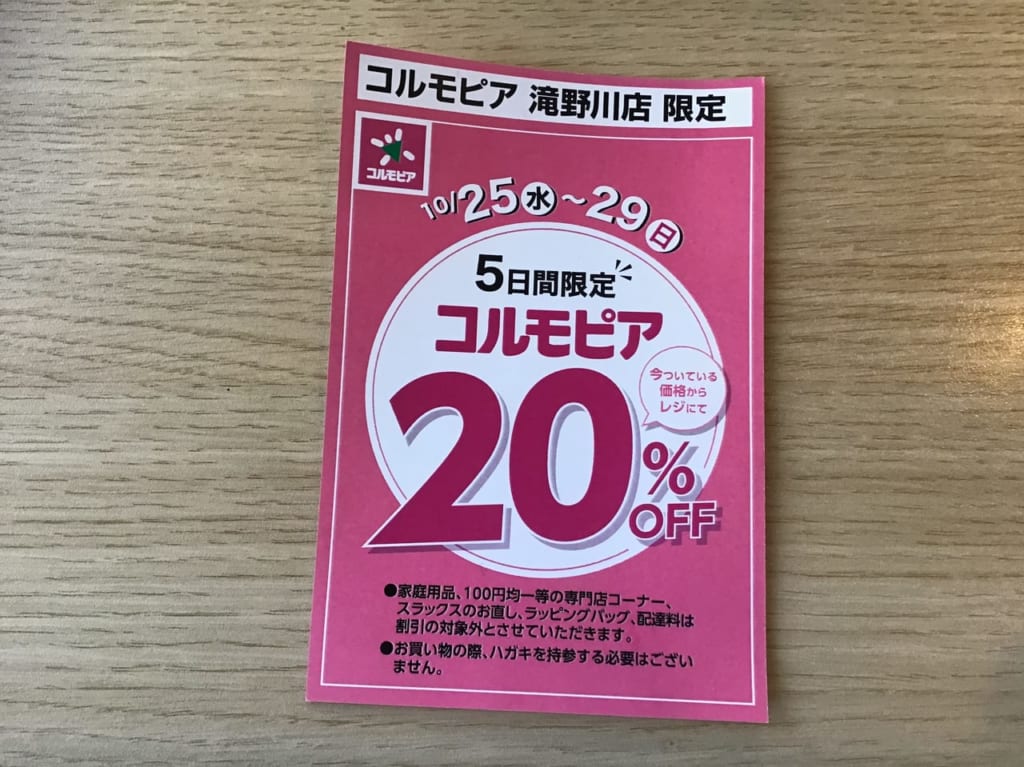 コルモピア 滝野川店 限定
コルモピア
10/25水～29日
5日間限定
コルモピア
今ついている
価格から
レジにて
20%OFF
●家庭用品、100円均一等の専門店コーナー、
スラックスのお直し、ラッピングバッグ、配達料は
割引の対象外とさせていただきます。
●お買い物の際、ハガキを持参する必要はござい
ません。